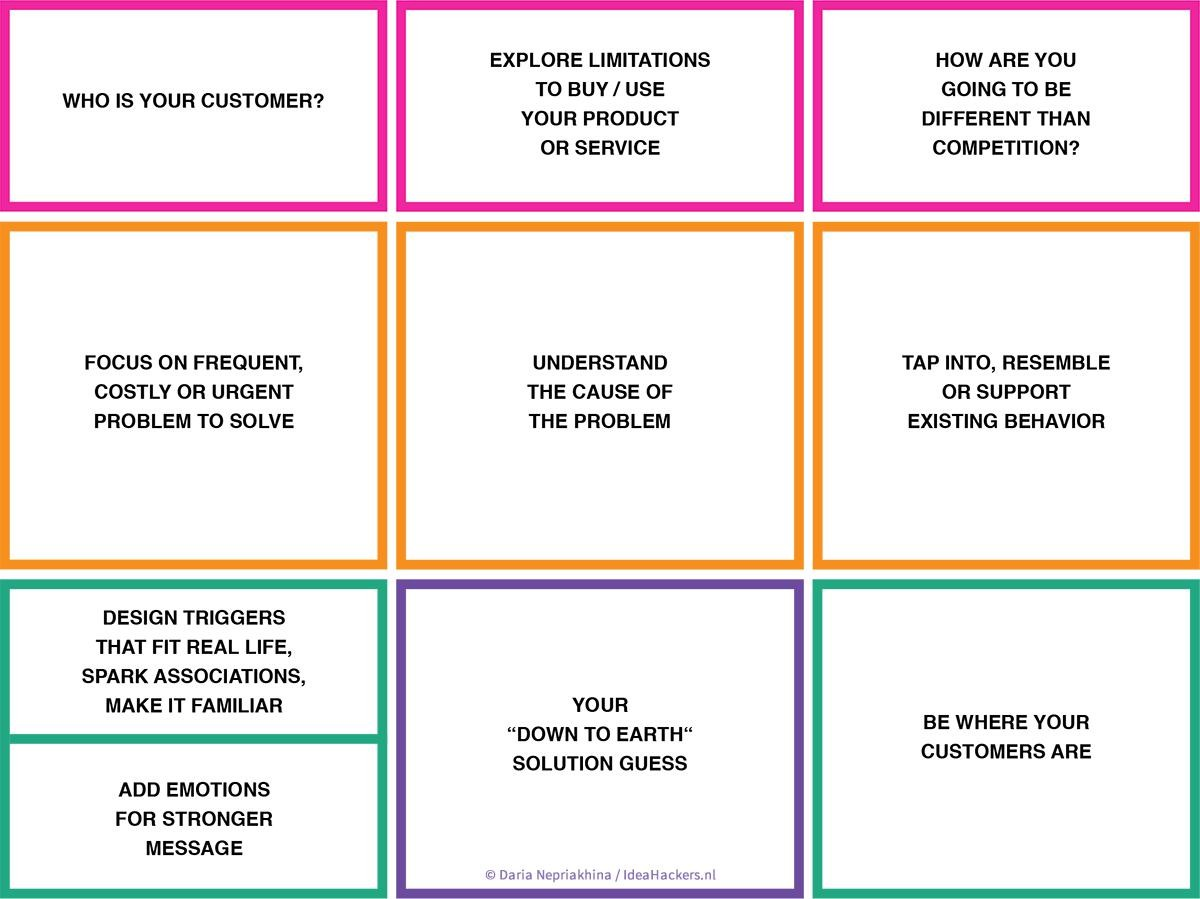 WHO IS YOUR CUSTOMER?
EXPLORE LIMITATIONS
TO BUY / USE
YOUR PRODUCT
OR SERVICE
HOW ARE YOU
GOING TO BE
DIFFERENT THAN
COMPETITION?
FOCUS ON FREQUENT,
COSTLY OR URGENT
PROBLEM TO SOLVE
UNDERSTAND
THE CAUSE OF
THE PROBLEM
TAP INTO, RESEMBLE
OR SUPPORT
EXISTING BEHAVIOR
DESIGN TRIGGERS
THAT FIT REAL LIFE,
SPARK ASSOCIATIONS,
MAKE IT FAMILIAR
ADD EMOTIONS
FOR STRONGER
MESSAGE
YOUR
“DOWN TO EARTH“
SOLUTION GUESS
© Daria Nepriakhina / IdeaHackers.nl
BE WHERE YOUR
CUSTOMERS ARE